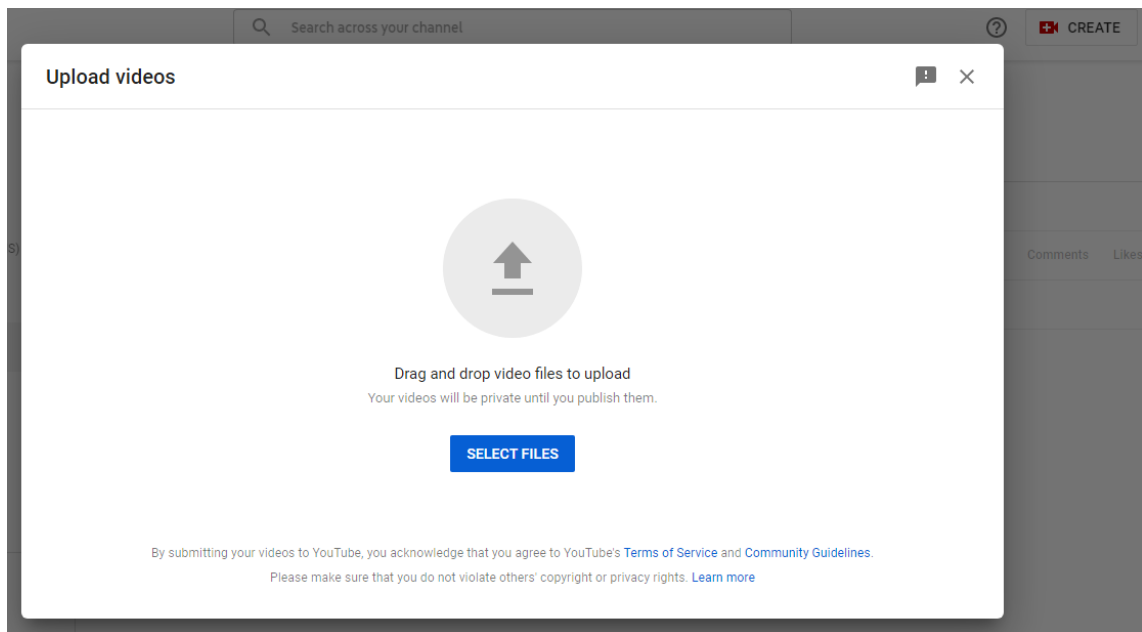 Search across your channel
CREATE
Upload videos
S)
Comments Likes
Drag and drop video files to upload
Your videos will be private until you publish them.
SELECT FILES
By submitting your videos to YouTube, you acknowledge that you agree to YouTube's Terms of Service and Community Guidelines.
Please make sure that you do not violate others' copyright or privacy rights. Learn more